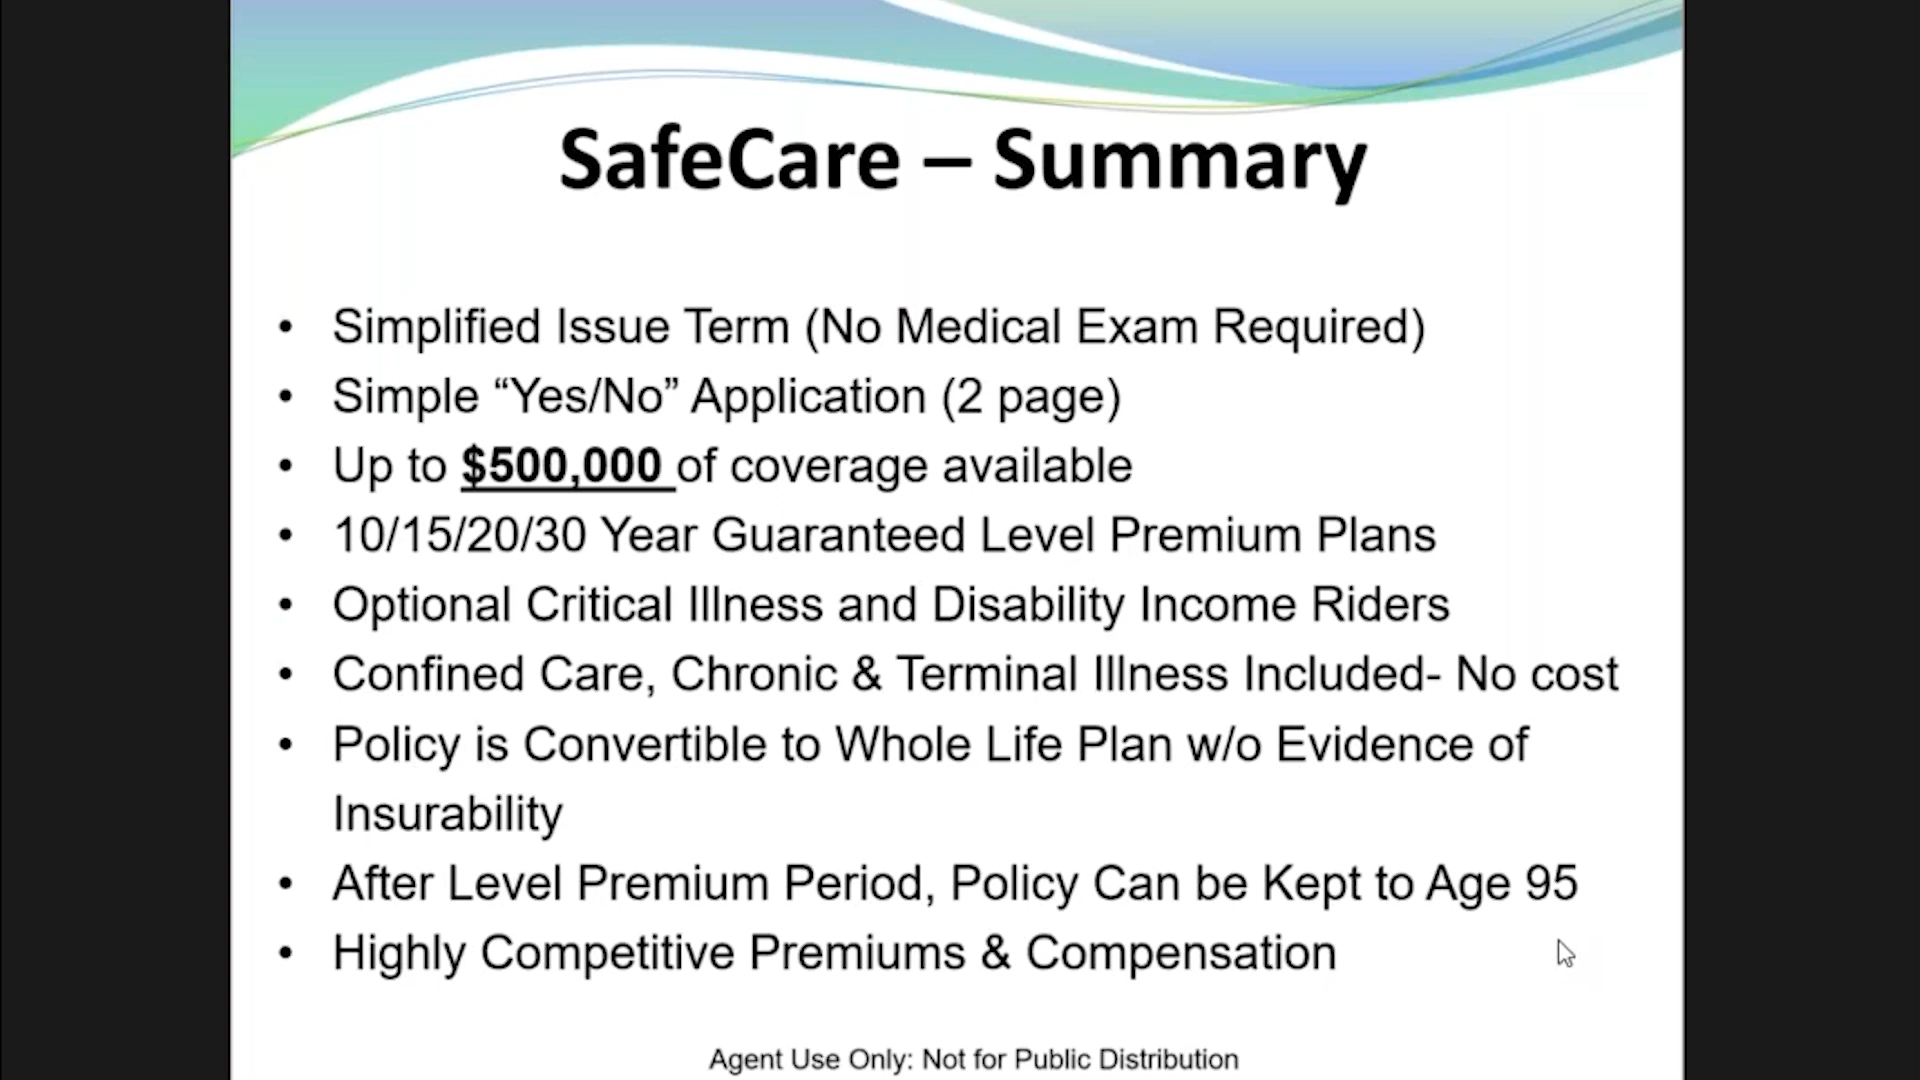 SafeCare – Summary
• Simplified Issue Term (No Medical Exam Required)
• Simple “Yes/No” Application (2 page)
• Up to $500,000 of coverage available
• 10/15/20/30 Year Guaranteed Level Premium Plans
• Optional Critical Illness and Disability Income Riders
• Confined Care, Chronic & Terminal Illness Included- No cost
• Policy is Convertible to Whole Life Plan w/o Evidence of
Insurability
• After Level Premium Period, Policy Can be Kept to Age 95
• Highly Competitive Premiums & Compensation
Agent Use Only: Not for Public Distribution